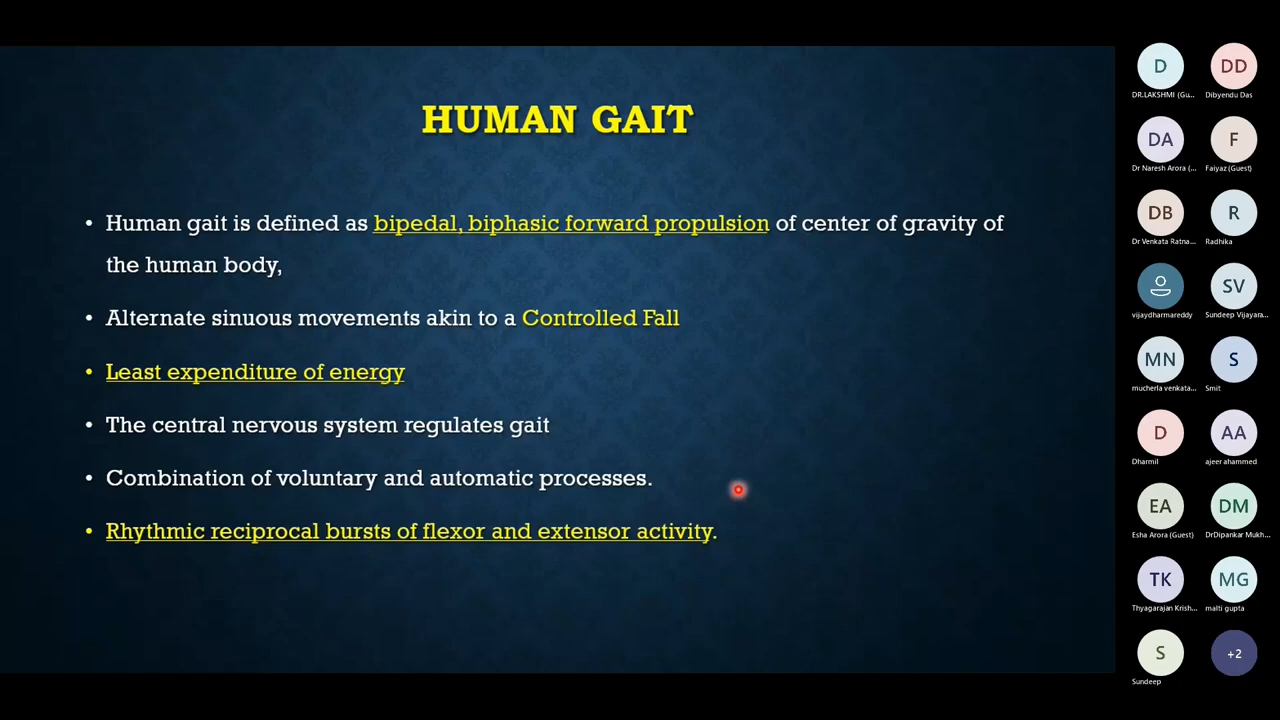 HUMAN GAIT
• Human gait is defined as bipedal, biphasic forward propulsion of center of gravity of
the human body,
• Alternate sinuous movements akin to a Controlled Fall
• Least expenditure of energy
• The central nervous system regulates gait
• Combination of voluntary and automatic processes.
• Rhythmic reciprocal bursts of flexor and extensor activity.
D DD
DR.LAKSHMI (Gu... Dibyendu Das
DA F
Dr Naresh Arora (... Faiyaz (Guest)
DB R
Dr Venkata Ratna... Radhika
SV
vijaydharmareddy Sundeep Vijayara...
MN S
mucherla venkata... Smit
D AA
Dharmil ajeer ahammed
EA DM
Esha Arora (Guest) DrDipankar Mukh...
TK MG
Thyagarajan Krish... malti gupta
S +2
Sundeep